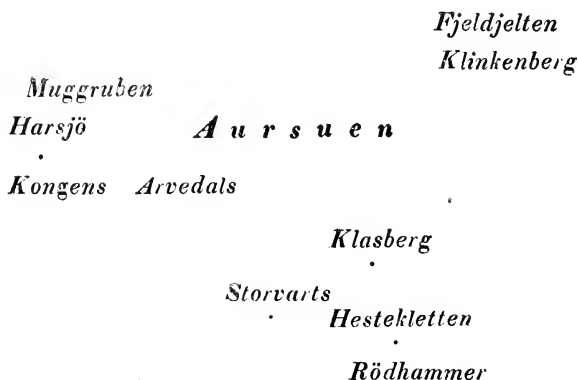 Fjeldjelten
Klinkenberg
Muggruben
Harsjö Aursuen
Kongens Arvedals
Klasberg
Storvarts
Hestekletten
Rödhammer